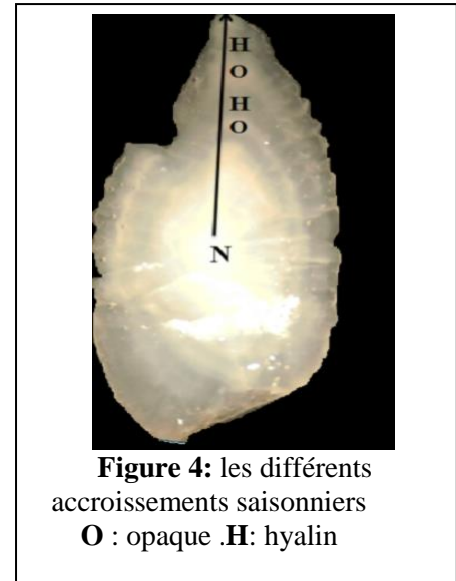 H
O
H
O
N
Figure 4: les différents
accroissements saisonniers
O : opaque .H: hyalin